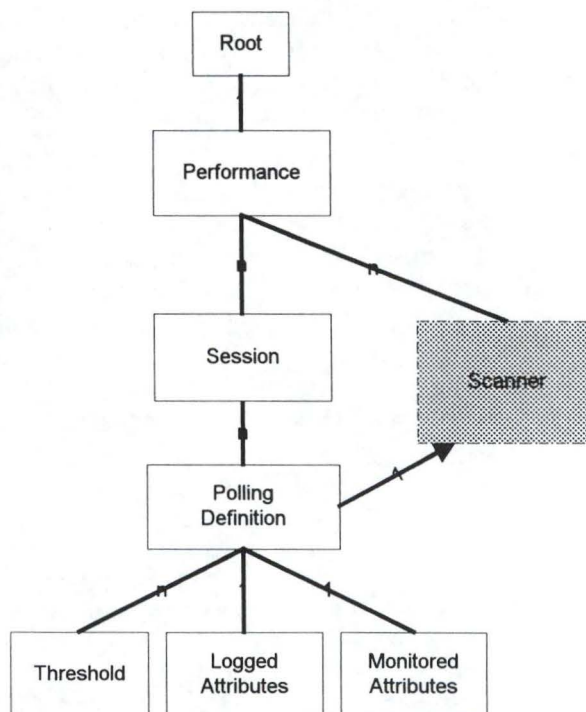 Root
Performance
n
Session
Scanner
Polling
Definition
n
Threshold
Logged
Attributes
Monitored
Attributes